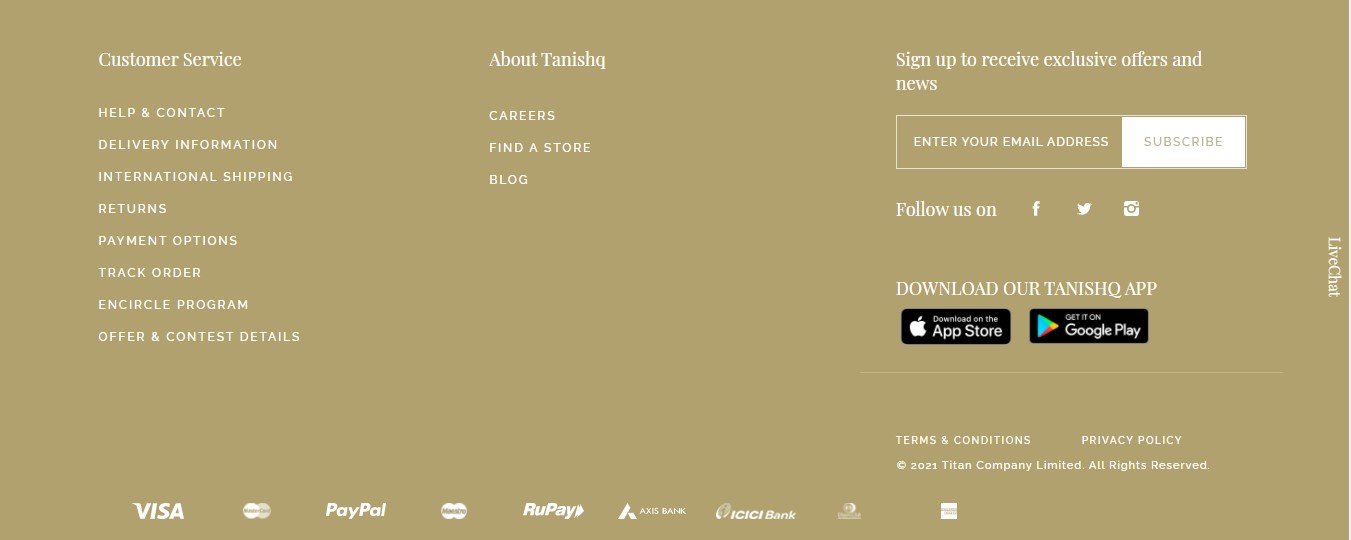 Customer Service
HELP & CONTACT
DELIVERY INFORMATION
INTERNATIONAL SHIPPING
RETURNS
PAYMENT OPTIONS
TRACK ORDER
ENCIRCLE PROGRAM
OFFER & CONTEST DETAILS
About Tanishq
CAREERS
FIND A STORE
BLOG
Sign up to receive exclusive offers and
news
ENTER YOUR EMAIL ADDRESS SUBSCRIBE
Follow us on
LiveChat
DOWNLOAD OUR TANISHQ APP
Download on the
App Store
GET IT ON
Google Play
TERMS & CONDITIONS PRIVACY POLICY
© 2021 Titan Company Limited. All Rights Reserved.
VISA PayPal RuPay AXIS BANK ICICI Bank